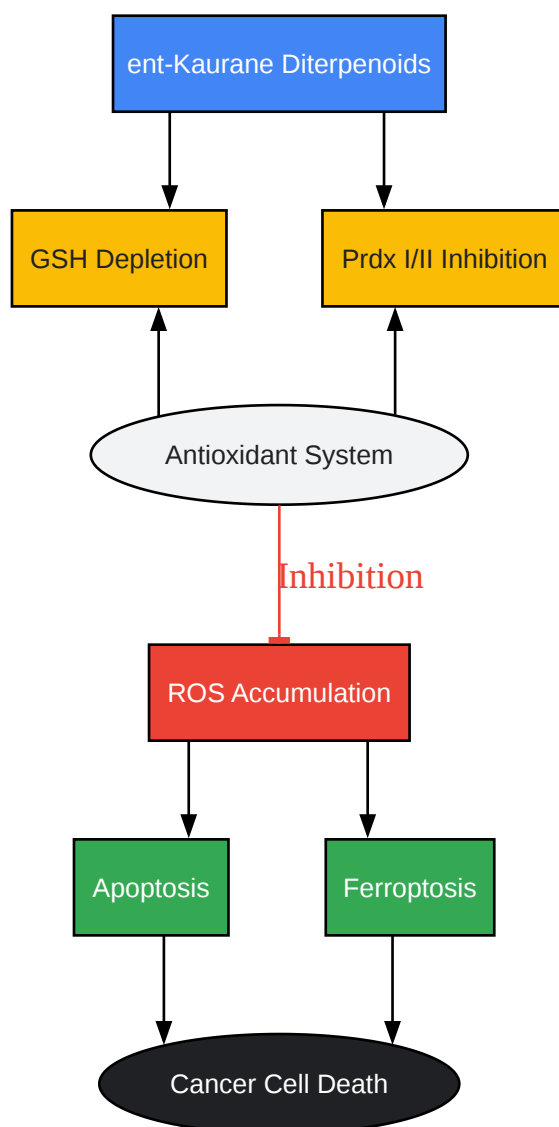 ent-Kaurane Diterpenoids
GSH Depletion
Prdx I/II Inhibition
Antioxidant System
Inhibition
ROS Accumulation
Apoptosis
Ferroptosis
Cancer Cell Death